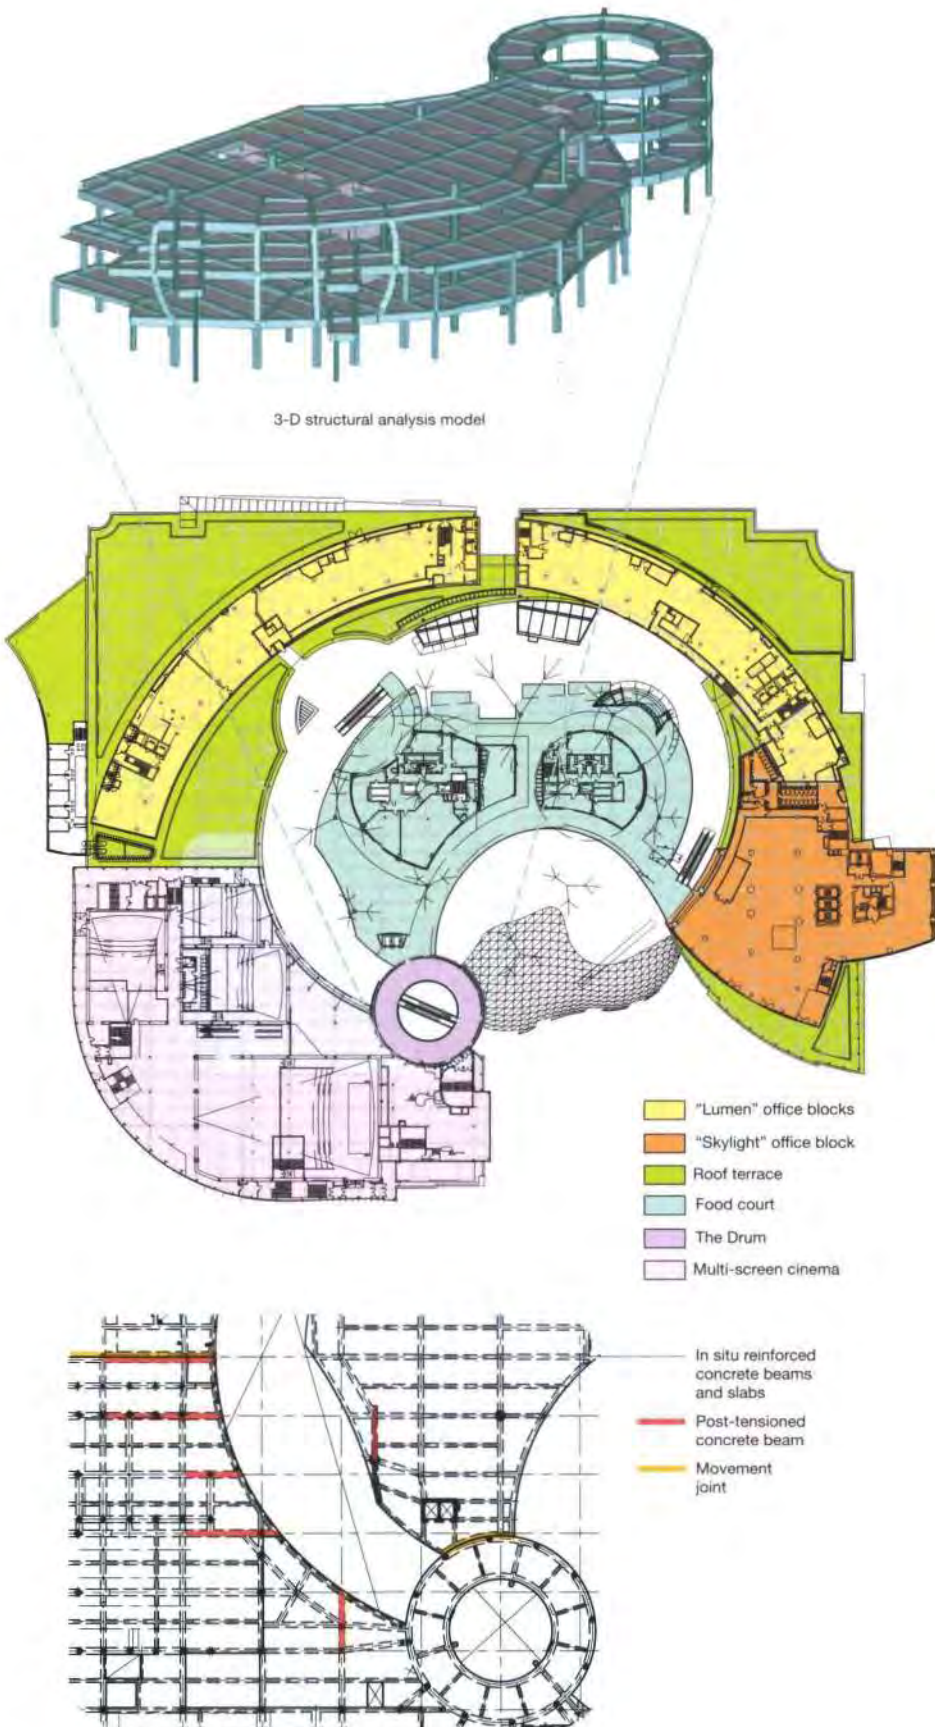 3-D structural analysis model
"Lumen" office blocks
"Skylight" office block
Roof terrace
Food court
The Drum
Multi-screen cinema
In situ reinforced
concrete beams
and slabs
Post-tensioned
concrete beam
Movement
joint